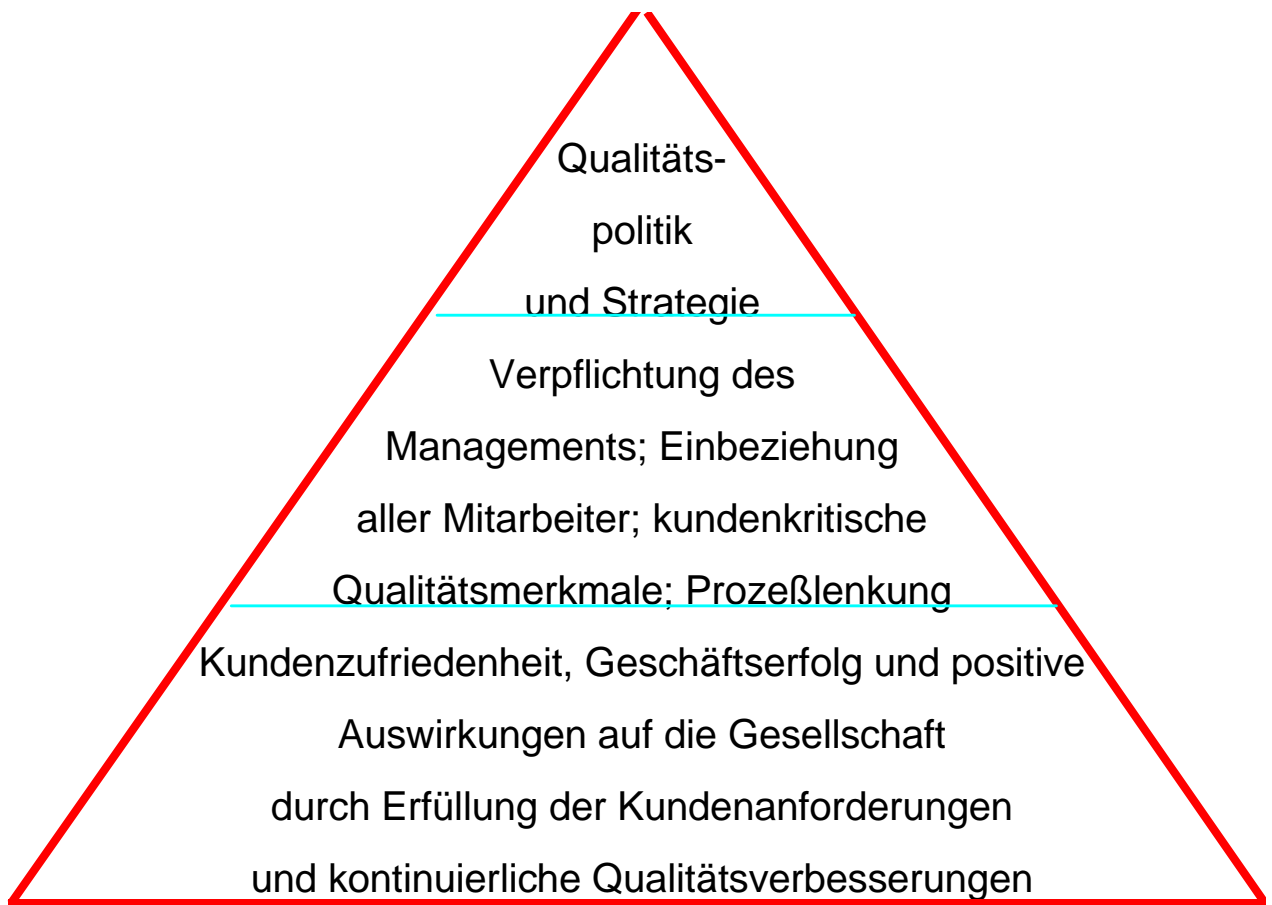 Qualitäts-
politik
und Strategie
Verpflichtung des
Managements; Einbeziehung
aller Mitarbeiter; kundenkritische
Qualitätsmerkmale; Prozeßlenkung
Kundenzufriedenheit, Geschäftserfolg und positive
Auswirkungen auf die Gesellschaft
durch Erfüllung der Kundenanforderungen
und kontinuierliche Qualitätsverbesserungen